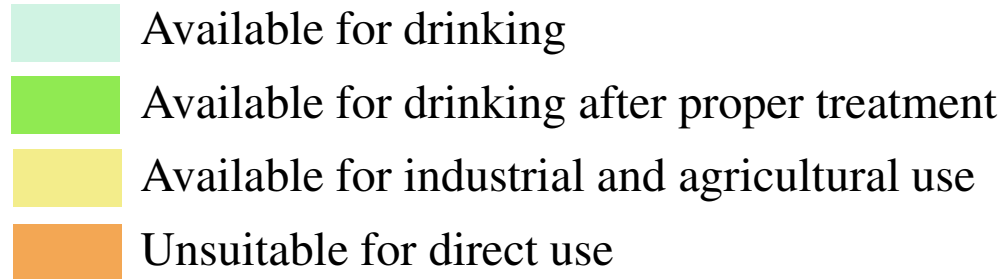 Available for drinking
Available for drinking after proper treatment
Available for industrial and agricultural use
Unsuitable for direct use